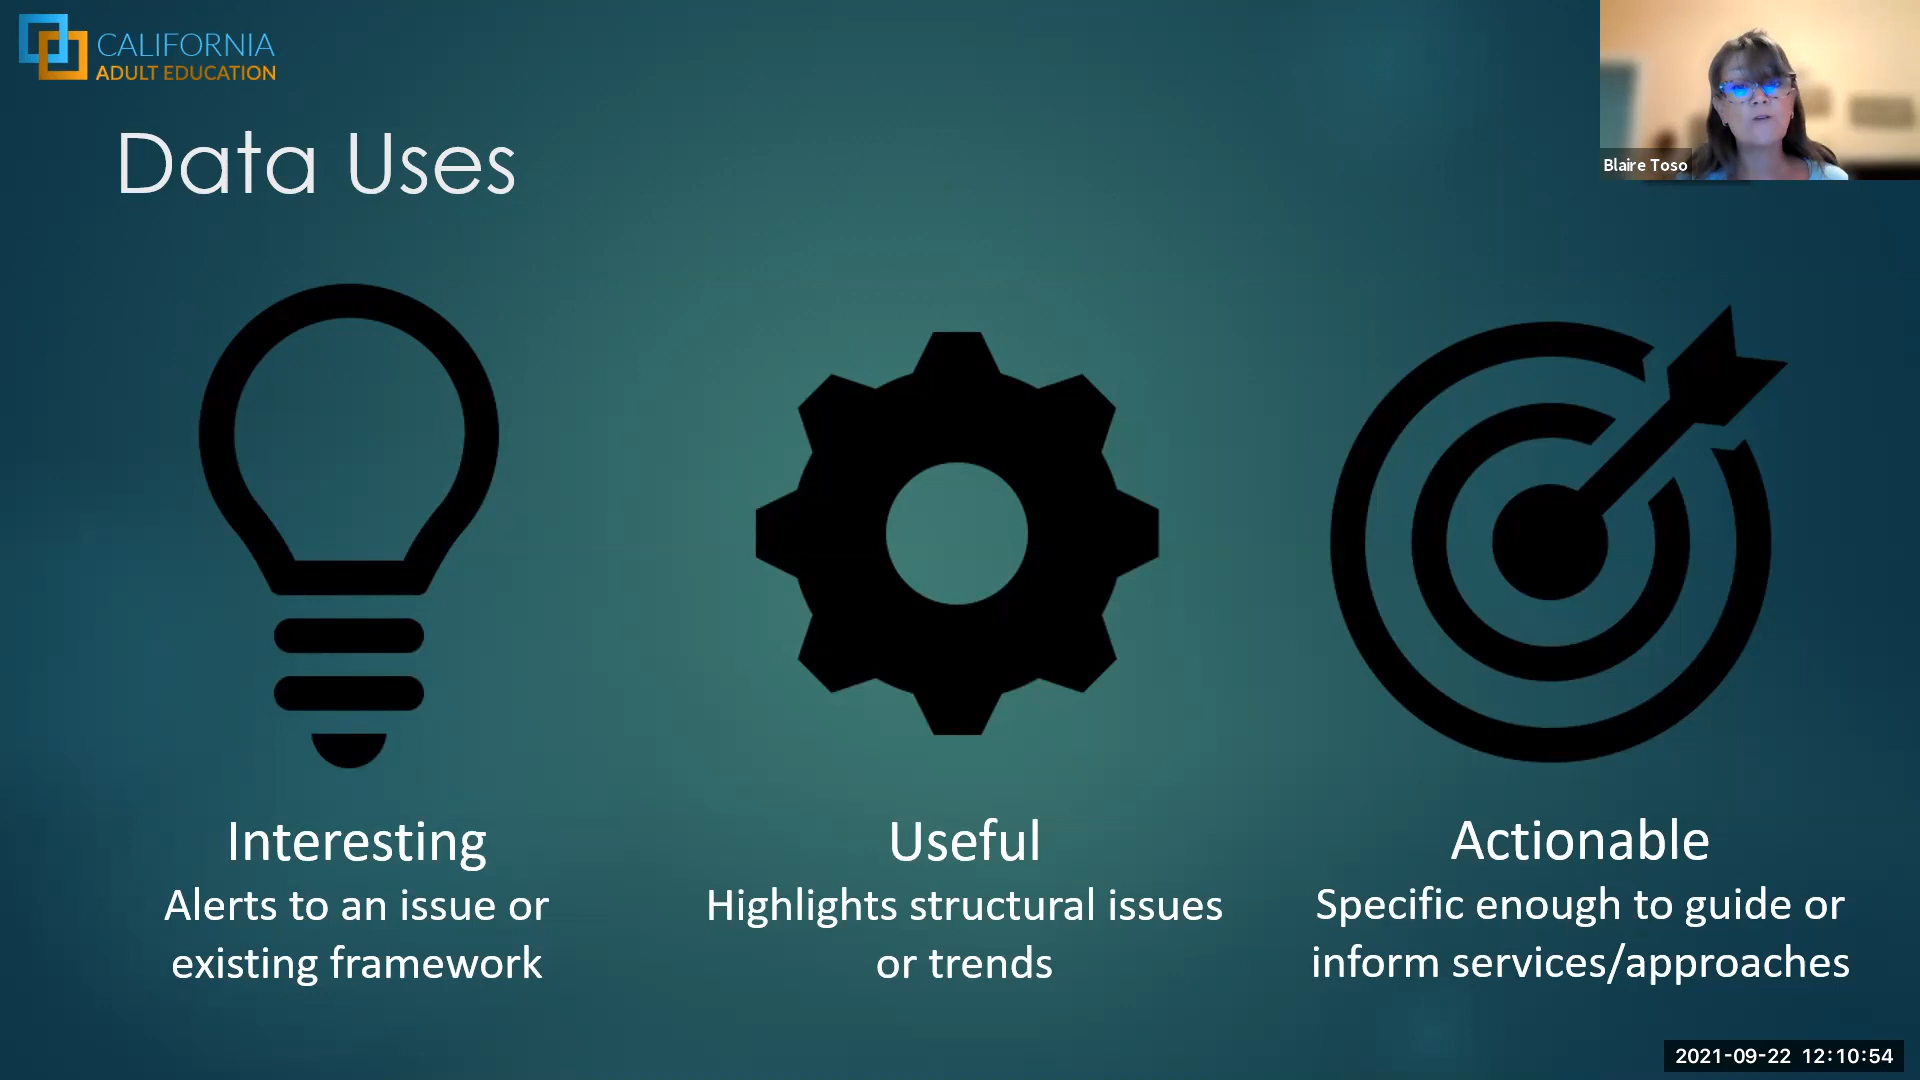 CALIFORNIA
ADULT EDUCATION
Blaire Toso
Data Uses
Interesting
Alerts to an issue or
existing framework
Useful
Highlights structural issues
or trends
Actionable
Specific enough to guide or
inform services/approaches
2021-09-22 12:10:54